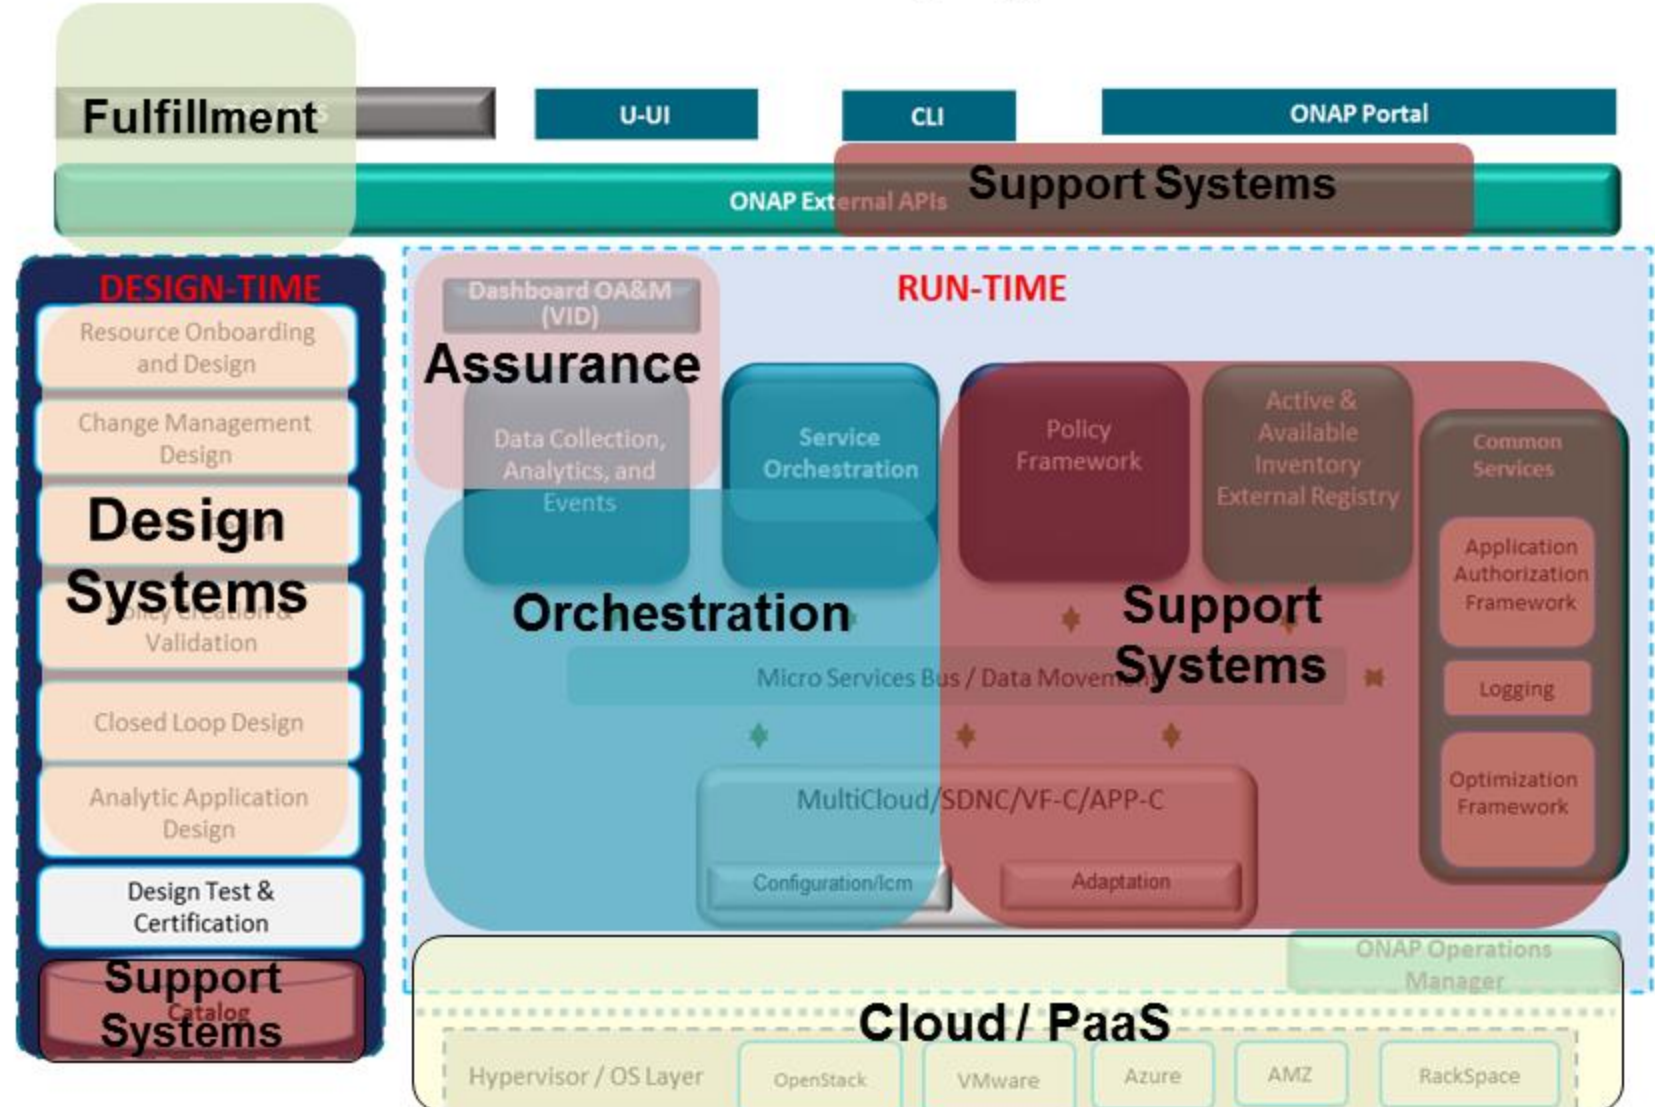 Fulfillment
U-UI
CLI
ONAP Portal
ONAP External APIs
Support Systems
DESIGN-TIME
Resource Onboarding
and Design
Change Management
Design
Design
Systems
Policy Creation &
Validation
Closed Loop Design
Analytic Application
Design
Design Test &
Certification
Support
Catalog
Systems
RUN-TIME
Dashboard OA&M
(VID)
Assurance
Data Collection,
Analytics, and
Events
Service
Orchestration
Policy
Framework
Active &
Available
Inventory
External Registry
Common
Services
Application
Authorization
Framework
Logging
Optimization
Framework
Orchestration
Support
Systems
Micro Services Bus / Data Movement
MultiCloud/SDNC/VF-C/APP-C
Configuration/lcm
Adaptation
ONAP Operations
Manager
Cloud / PaaS
Hypervisor / OS Layer
OpenStack
VMware
Azure
AMZ
RackSpace